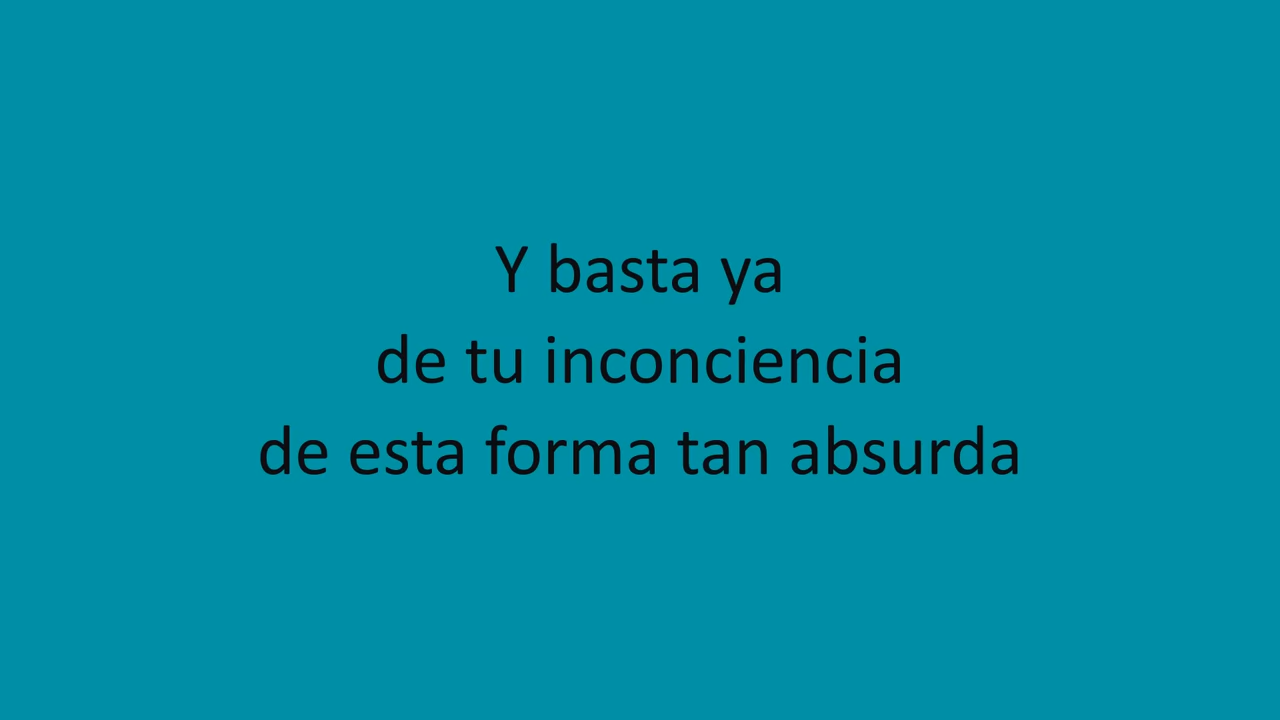 Y basta ya
de tu inconciencia
de esta forma tan absurda